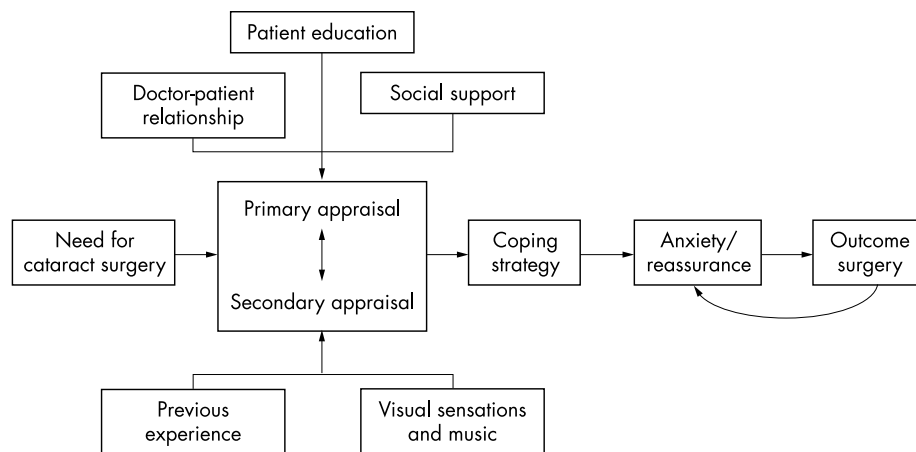 Patient education
Doctor-patient
relationship
Social support
Need for
cataract surgery
Primary appraisal
Secondary appraisal
Coping
strategy
Anxiety/
reassurance
Outcome
surgery
Previous
experience
Visual sensations
and music